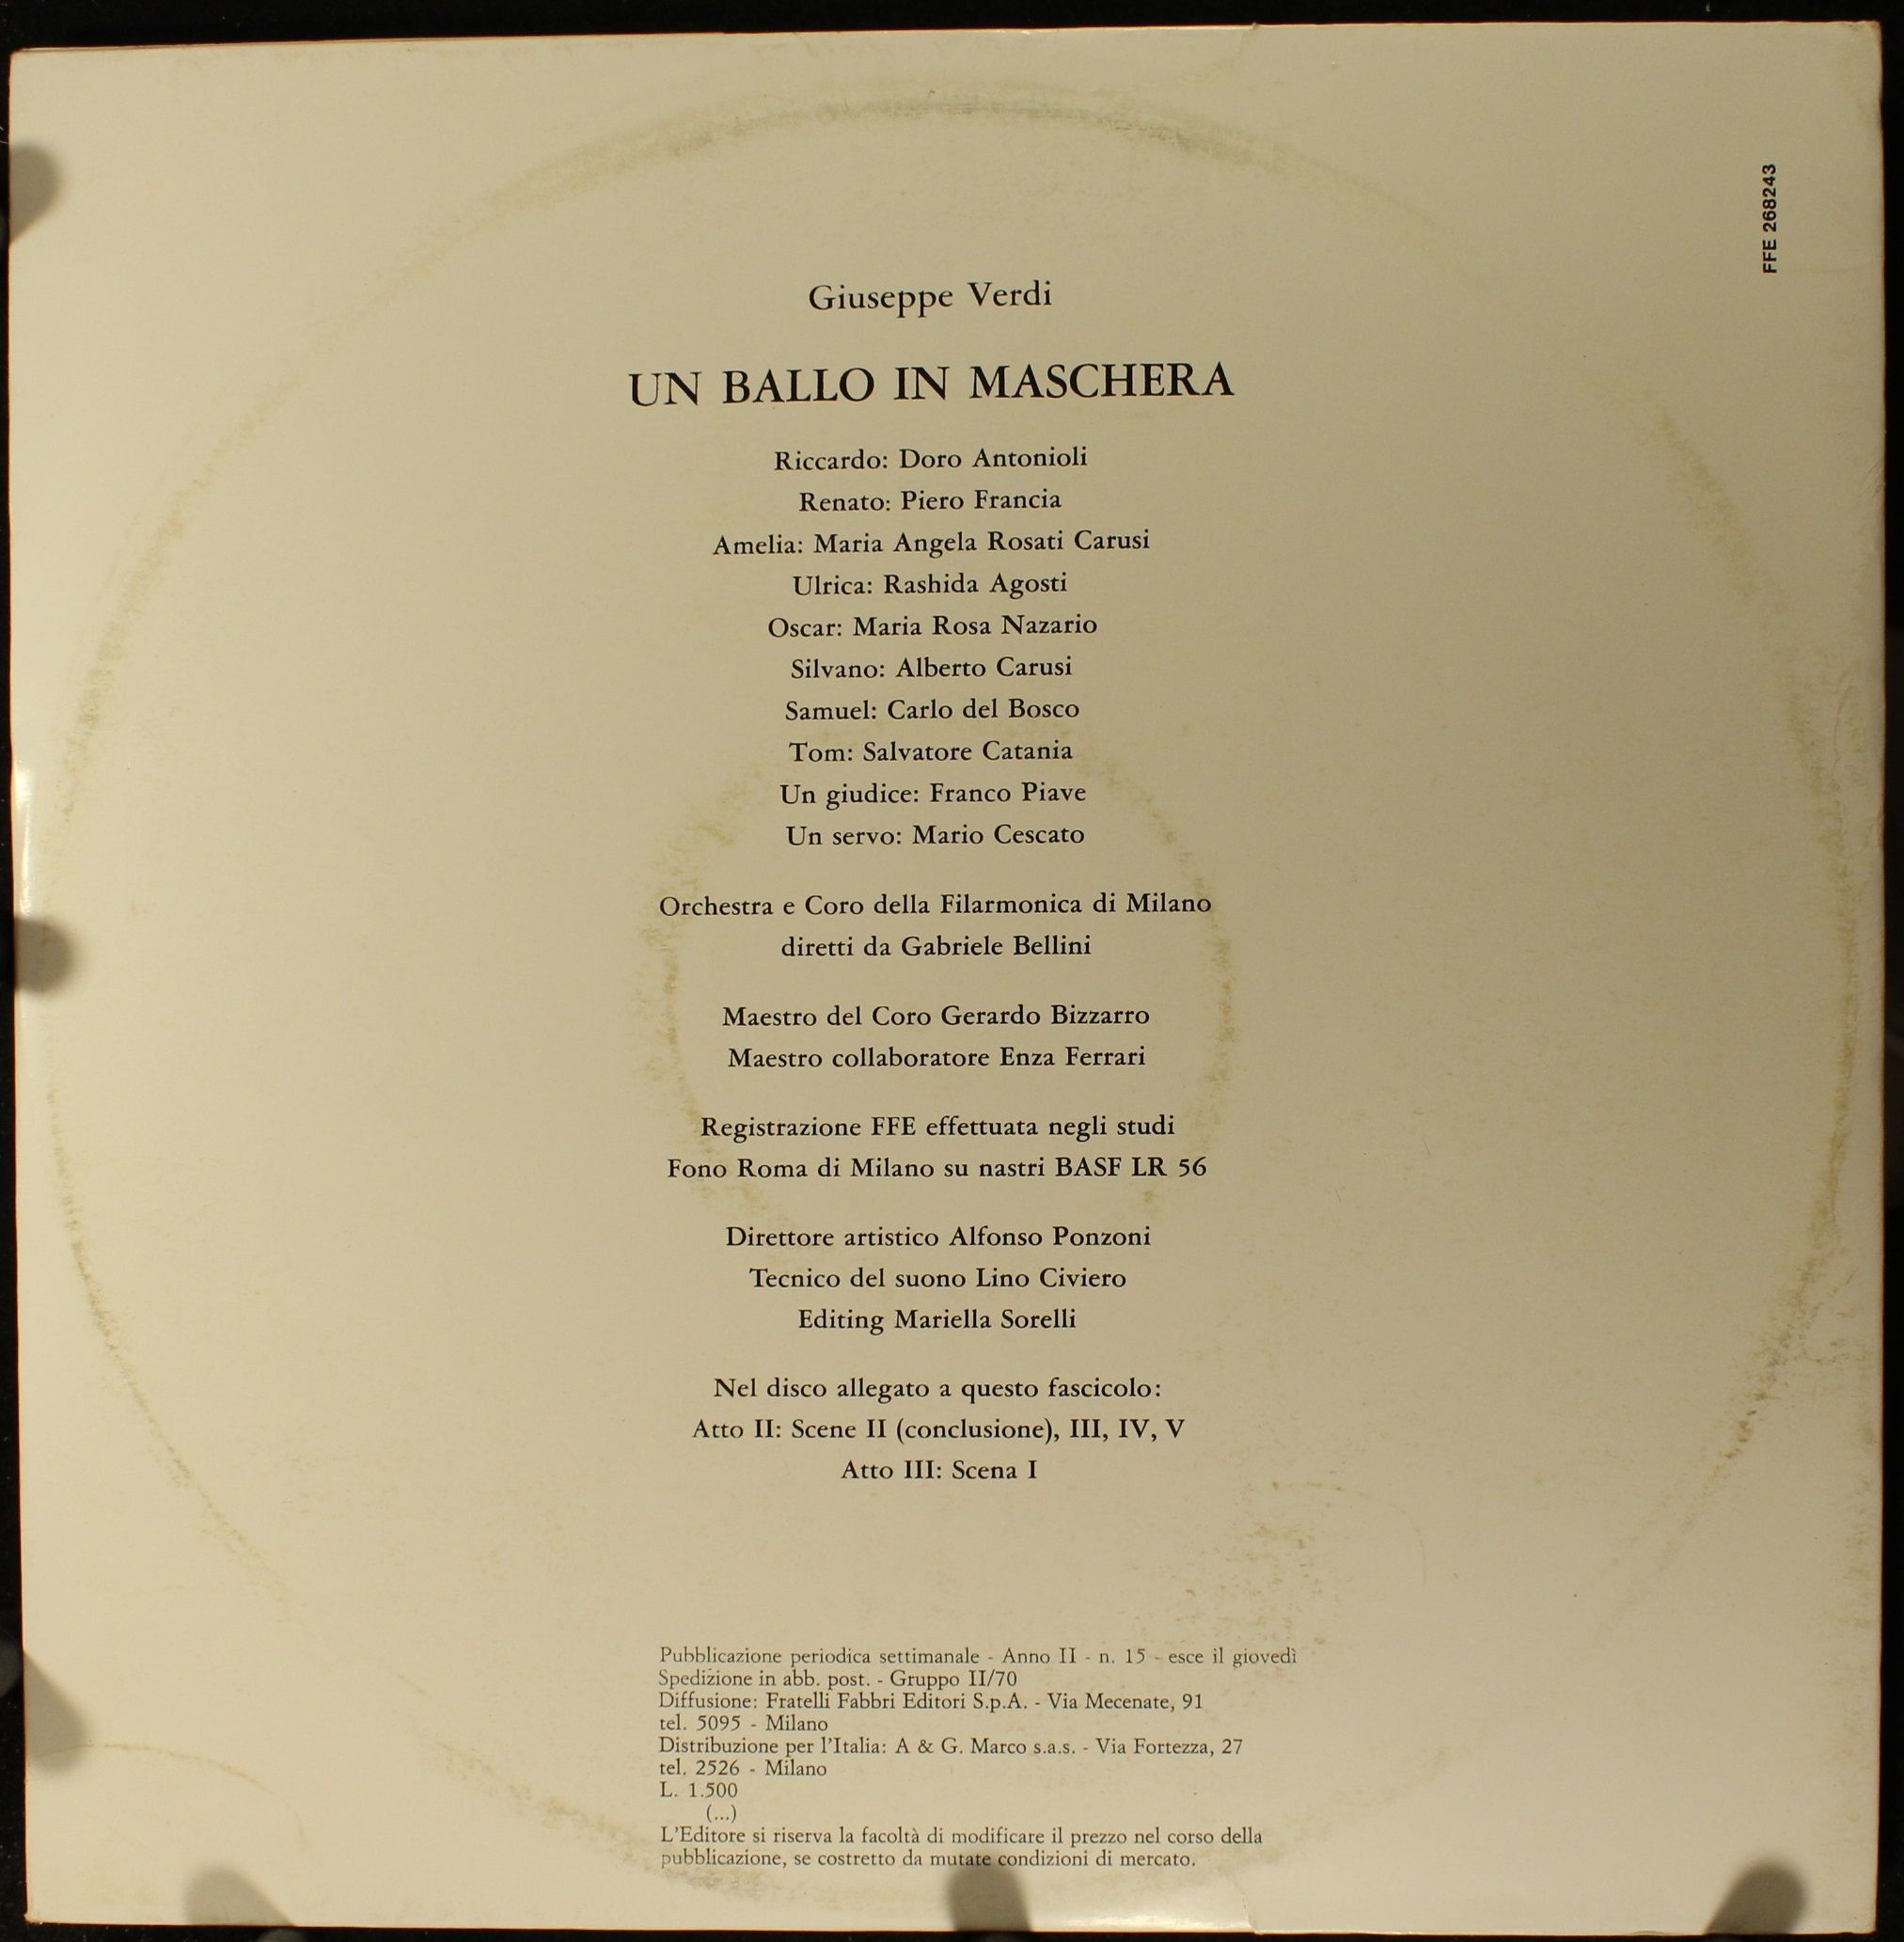 FFE 268243
Giuseppe Verdi
UN BALLO IN MASCHERA
Riccardo: Doro Antonioli
Renato: Piero Francia
Amelia: Maria Angela Rosati Carusi
Ulrica: Rashida Agosti
Oscar: Maria Rosa Nazario
Silvano: Alberto Carusi
Samuel: Carlo del Bosco
Tom: Salvatore Catania
Un giudice: Franco Piave
Un servo: Mario Cescato
Orchestra e Coro della Filarmonica di Milano
diretti da Gabriele Bellini
Maestro del Coro Gerardo Bizzarro
Maestro collaboratore Enza Ferrari
Registrazione FFE effettuata negli studi
Fono Roma di Milano su nastri BASF LR 56
Direttore artistico Alfonso Ponzoni
Tecnico del suono Lino Civiero
Editing Mariella Sorelli
Nel disco allegato a questo fascicolo:
Atto II: Scene II (conclusione), III, IV, V
Atto III: Scena I
Pubblicazione periodica settimanale - Anno II - n. 15 - esce il giovedì
Spedizione in abb. post. - Gruppo II/70
Diffusione: Fratelli Fabbri Editori S.p.A. - Via Mecenate, 91
tel. 5095 - Milano
Distribuzione per l'Italia: A & G. Marco s.a.s. - Via Fortezza, 27
tel. 2526 - Milano
L. 1.500
(...)
L'Editore si riserva la facoltà di modificare il prezzo nel corso della
pubblicazione, se costretto da mutate condizioni di mercato.